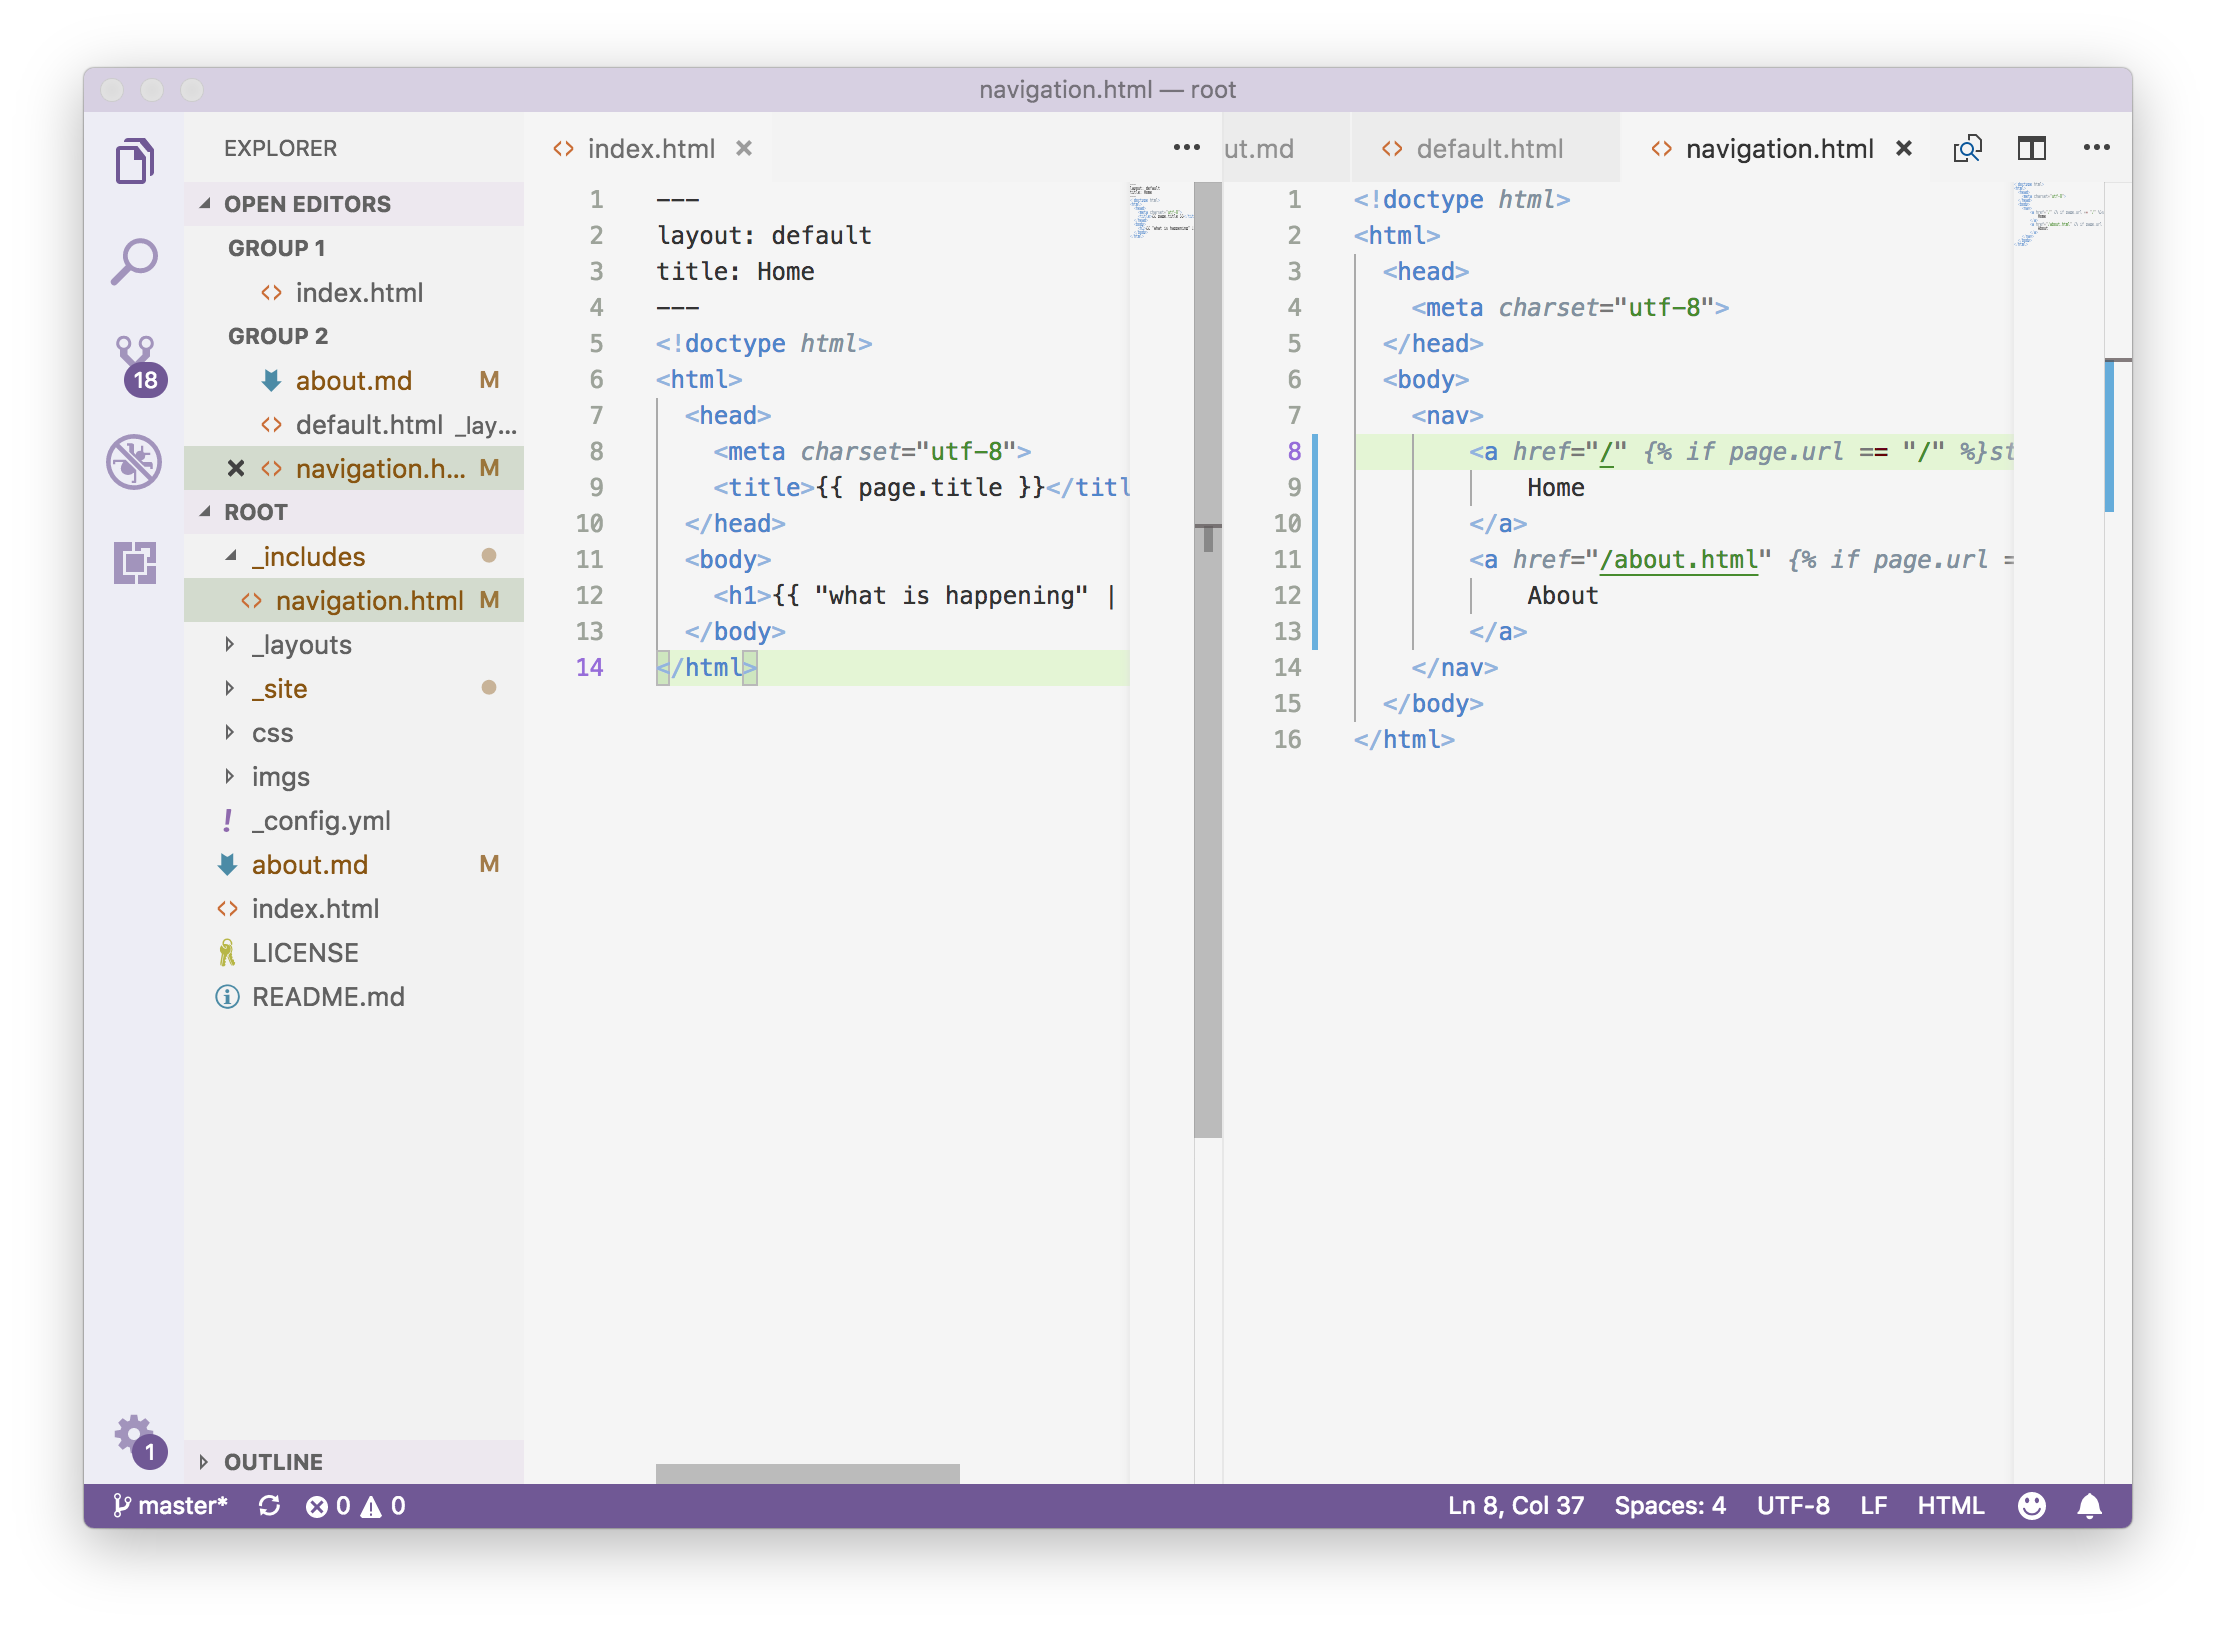 navigation.html — root
EXPLORER
OPEN EDITORS
GROUP 1
index.html
GROUP 2
about.md M
default.html _lay...
navigation.h... M
ROOT
_includes
navigation.html M
_layouts
_site
css
imgs
_config.yml
about.md M
index.html
LICENSE
README.md
OUTLINE
18
1
index.html
1 ---
2 layout: default
3 title: Home
4 ---
5 <!doctype html>
6 <html>
7 <head>
8 <meta charset="utf-8">
9 <title>{{ page.title }}</titl
10 </head>
11 <body>
12 <h1>{{ "what is happening" |
13 </body>
14 </html>
ut.md default.html navigation.html
1 <!doctype html>
2 <html>
3 <head>
4 <meta charset="utf-8">
5 </head>
6 <body>
7 <nav>
8 <a href="/" {% if page.url == "/" %}st
9 Home
10 </a>
11 <a href="/about.html" {% if page.url =
12 About
13 </a>
14 </nav>
15 </body>
16 </html>
master* 0 0 Ln 8, Col 37 Spaces: 4 UTF-8 LF HTML